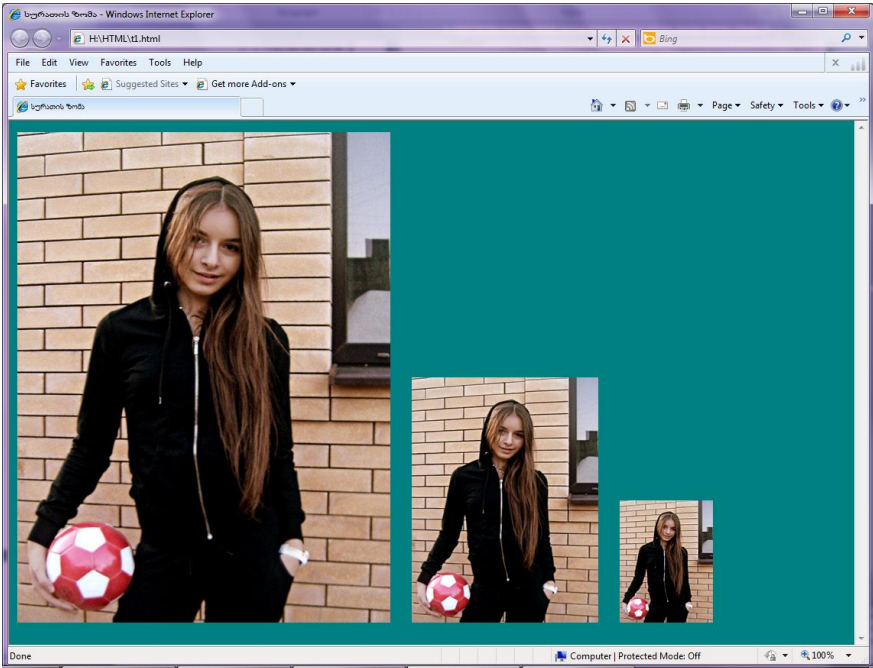 სურათის ზომა - Windows Internet Explorer
H:\HTML\t1.html
Bing
File Edit View Favorites Tools Help
Favorites Suggested Sites Get more Add-ons
სურათის ზომა Page Safety Tools
Done Computer | Protected Mode: Off 100%